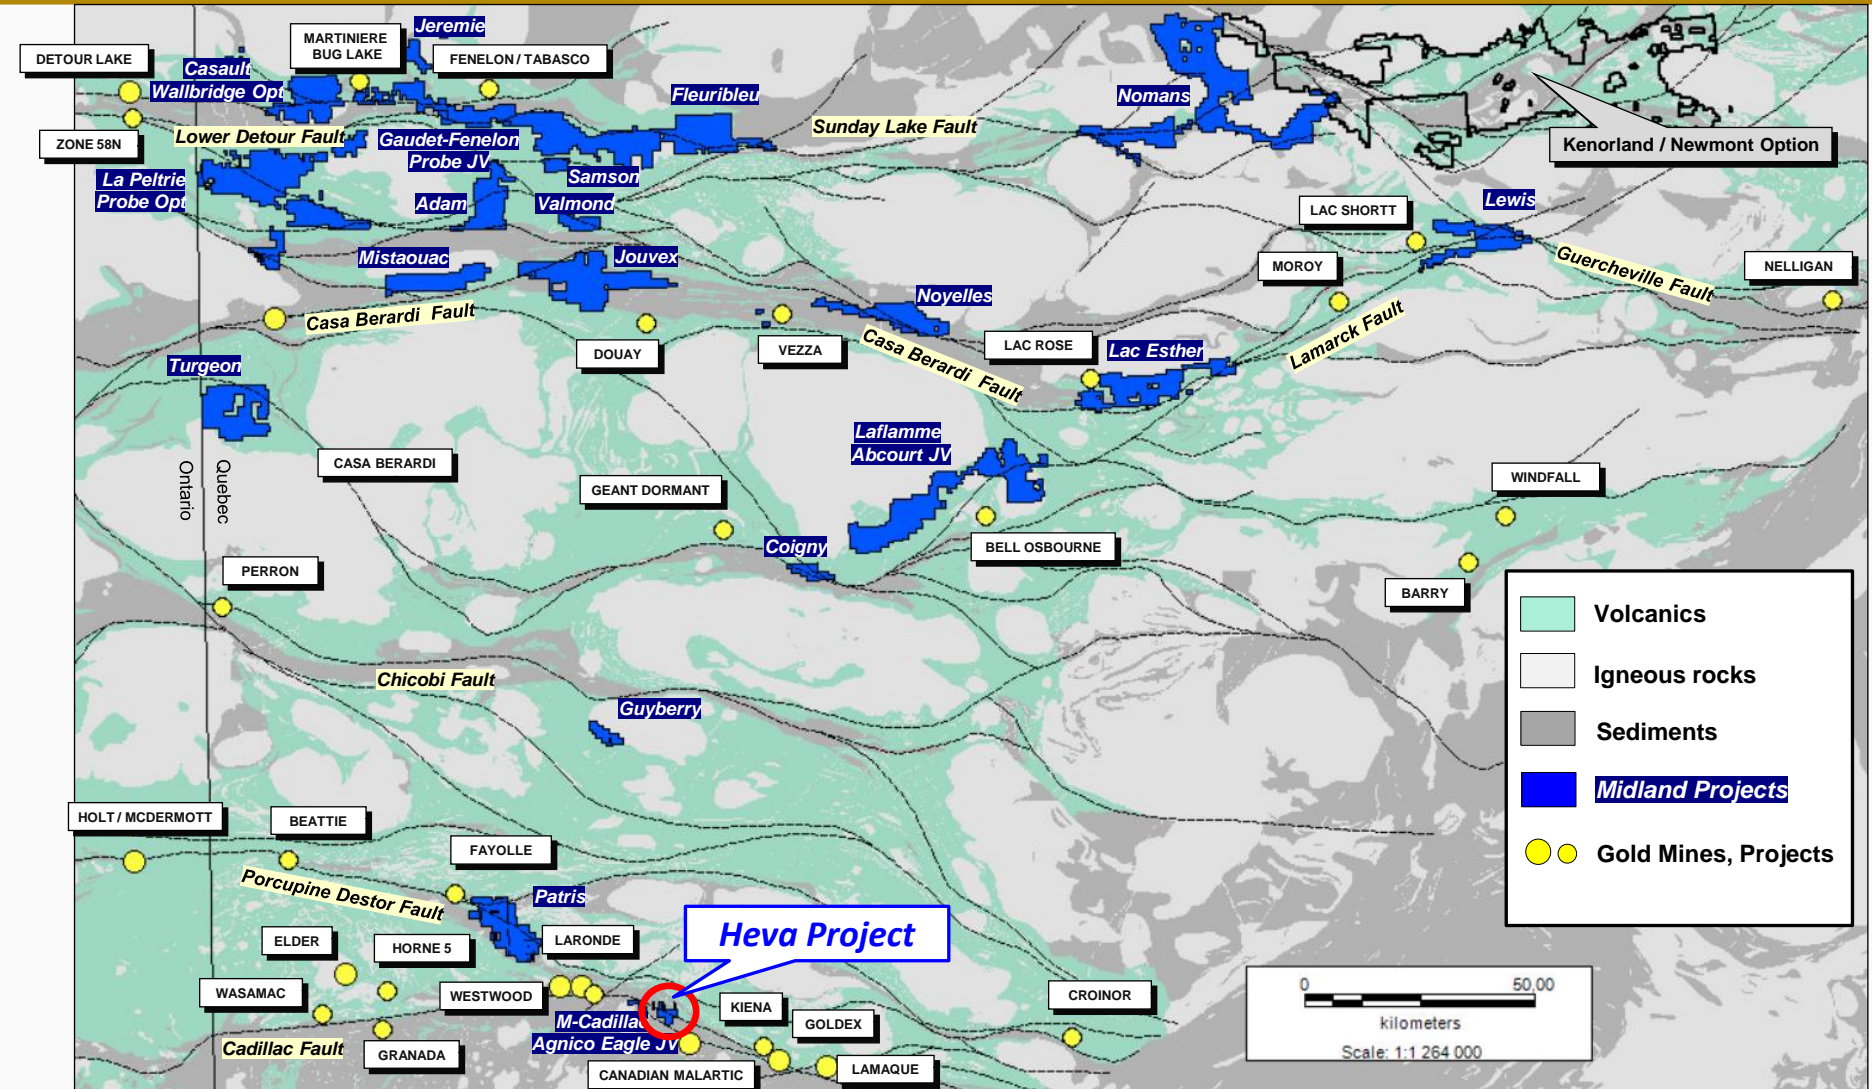 Jeremie
MARTINIERE
BUG LAKE
DETOUR LAKE
FENELON / TABASCO
Casault
Wallbridge Opt
Fleuribleu
Nomans
Sunday Lake Fault
Lower Detour Fault
Gaudet-Fenelon
Probe JV
ZONE 58N
Kenorland / Newmont Option
La Peltrie
Probe Opt
Samson
Adam
Valmond
Lewis
LAC SHORTT
Mistaouac
Jouvex
MOROY
Guercheville Fault
NELLIGAN
Noyelles
Casa Berardi Fault
Lamarck Fault
DOUAY
VEZZA
Casa Berardi Fault
LAC ROSE
Lac Esther
Turgeon
Laflamme
Abcourt JV
CASA BERARDI
Ontario
Quebec
GEANT DORMANT
WINDFALL
Coigny
BELL OSBOURNE
PERRON
BARRY
Volcanics
Igneous rocks
Sediments
Midland Projects
Gold Mines, Projects
Chicobi Fault
Guyberry
HOLT / MCDERMOTT
BEATTIE
FAYOLLE
Porcupine Destor Fault
Patris
Heva Project
ELDER
HORNE 5
LARONDE
WASAMAC
WESTWOOD
KIENA
CROINOR
M-Cadillac
Agnico Eagle JV
GOLDEX
Cadillac Fault
GRANADA
CANADIAN MALARTIC
LAMAQUE
0 50,00
kilometers
Scale: 1:1 264 000